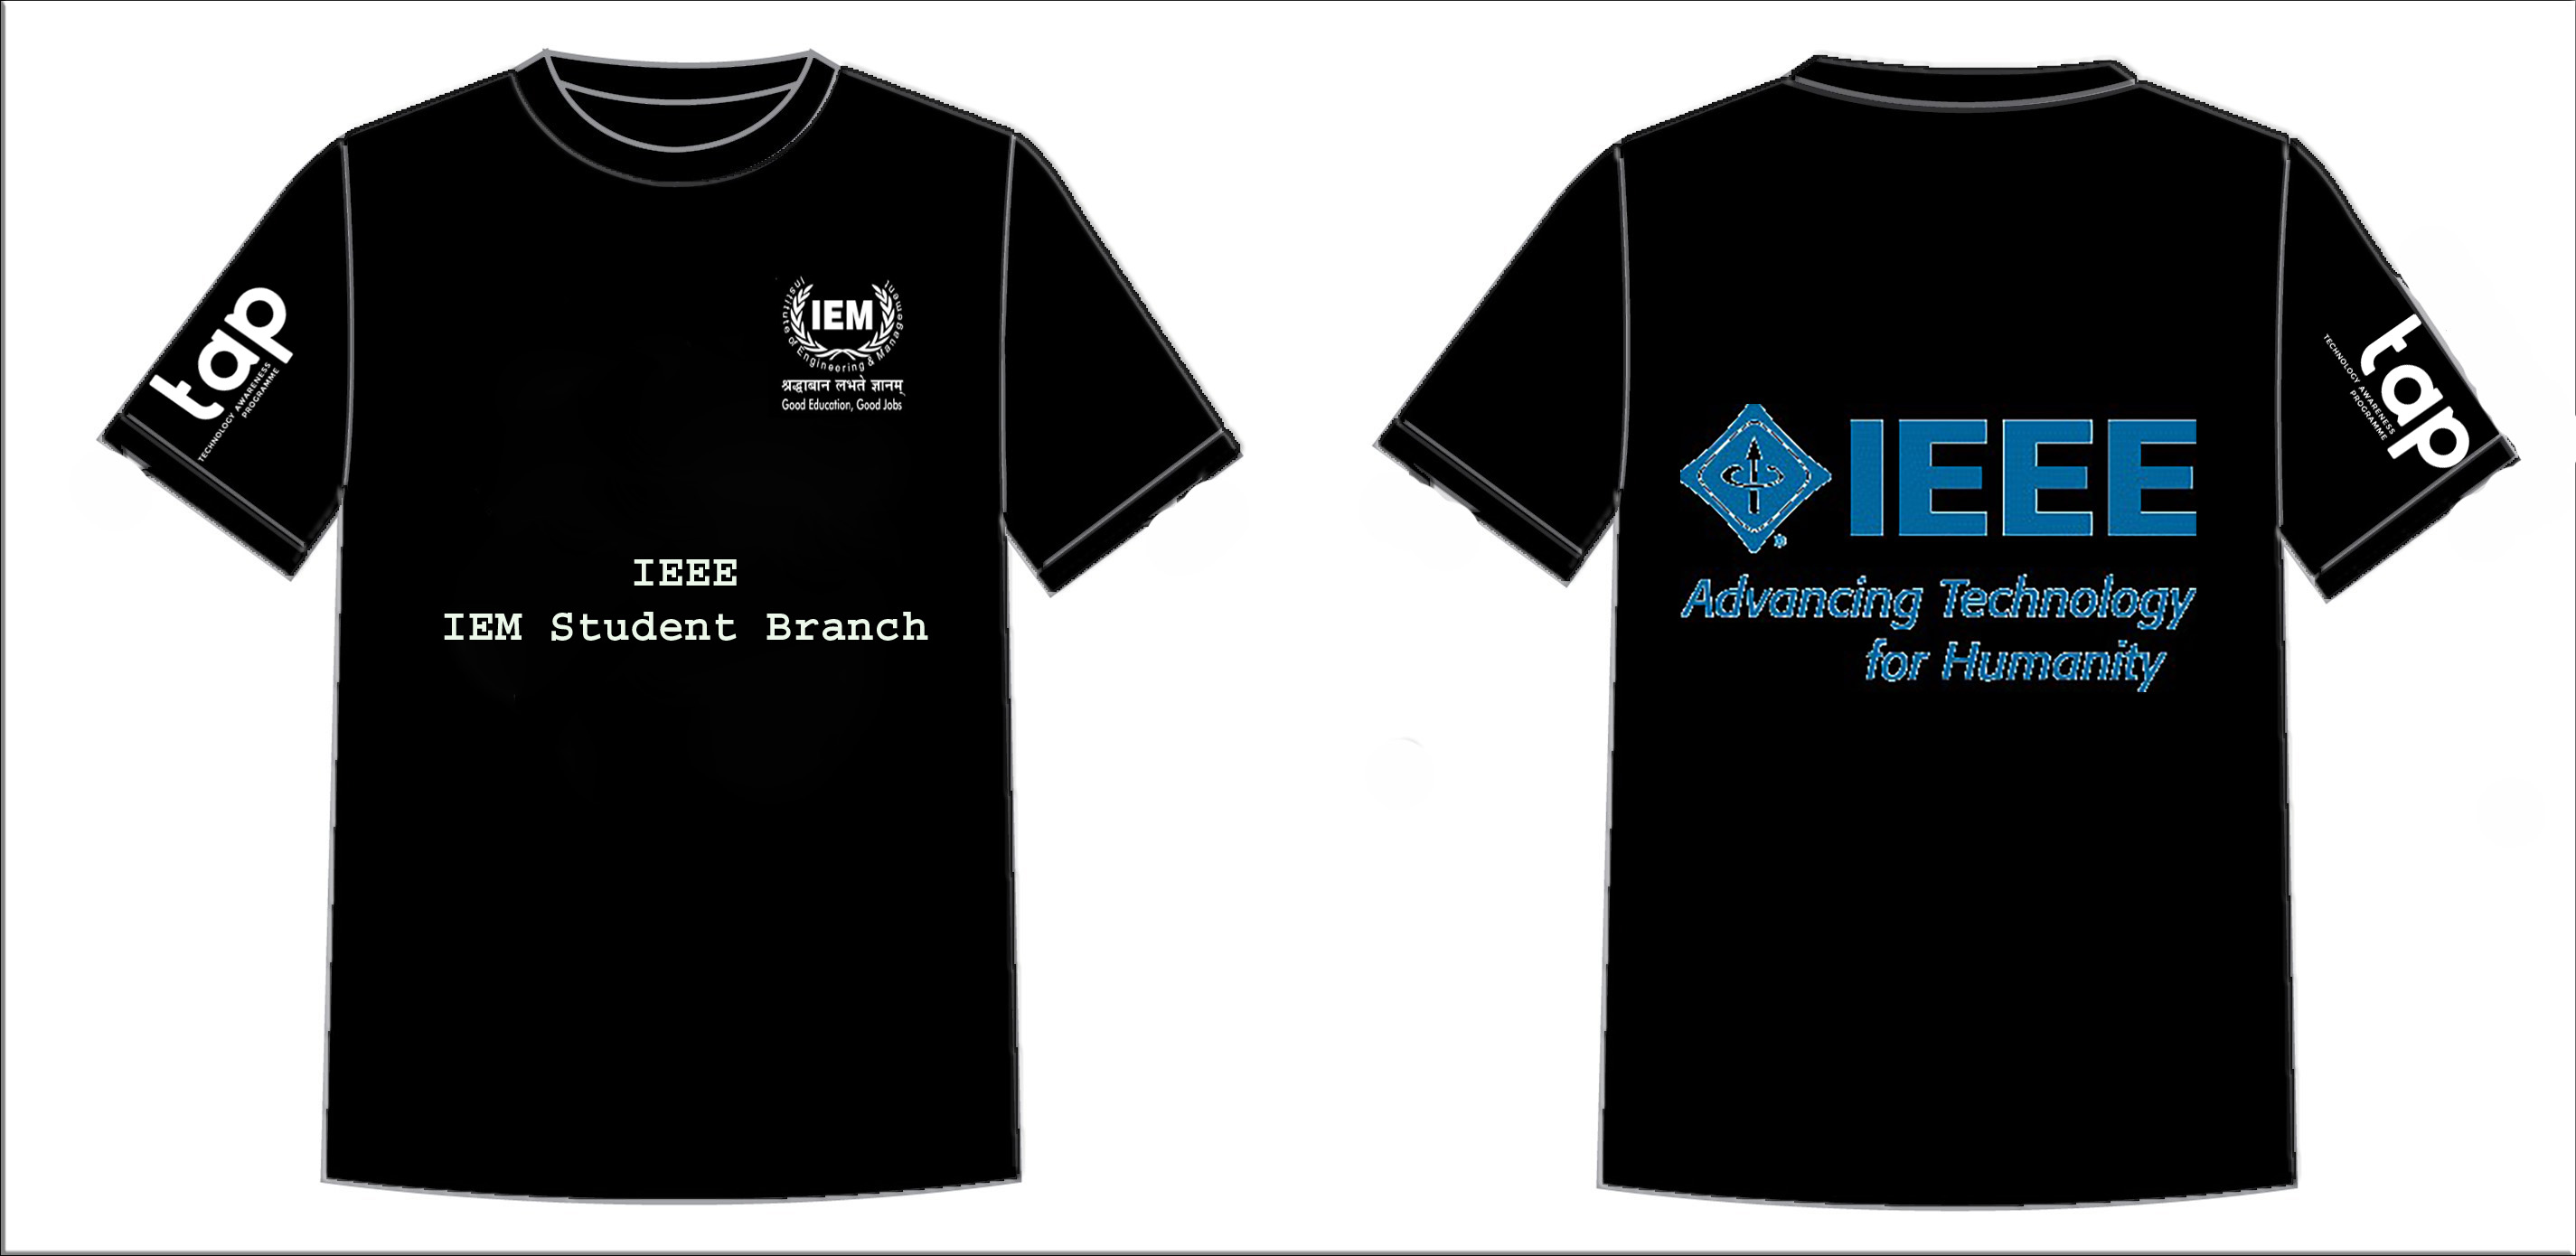 tap
TECHNOLOGY AWARENESS
PROGRAMME
IEM
Institute of Engineering & Management
श्रद्धाबान लभते ज्ञानम्
Good Education, Good Jobs
IEEE
IEM Student Branch
IEEE
Advancing Technology
for Humanity
tap
TECHNOLOGY AWARENESS
PROGRAMME